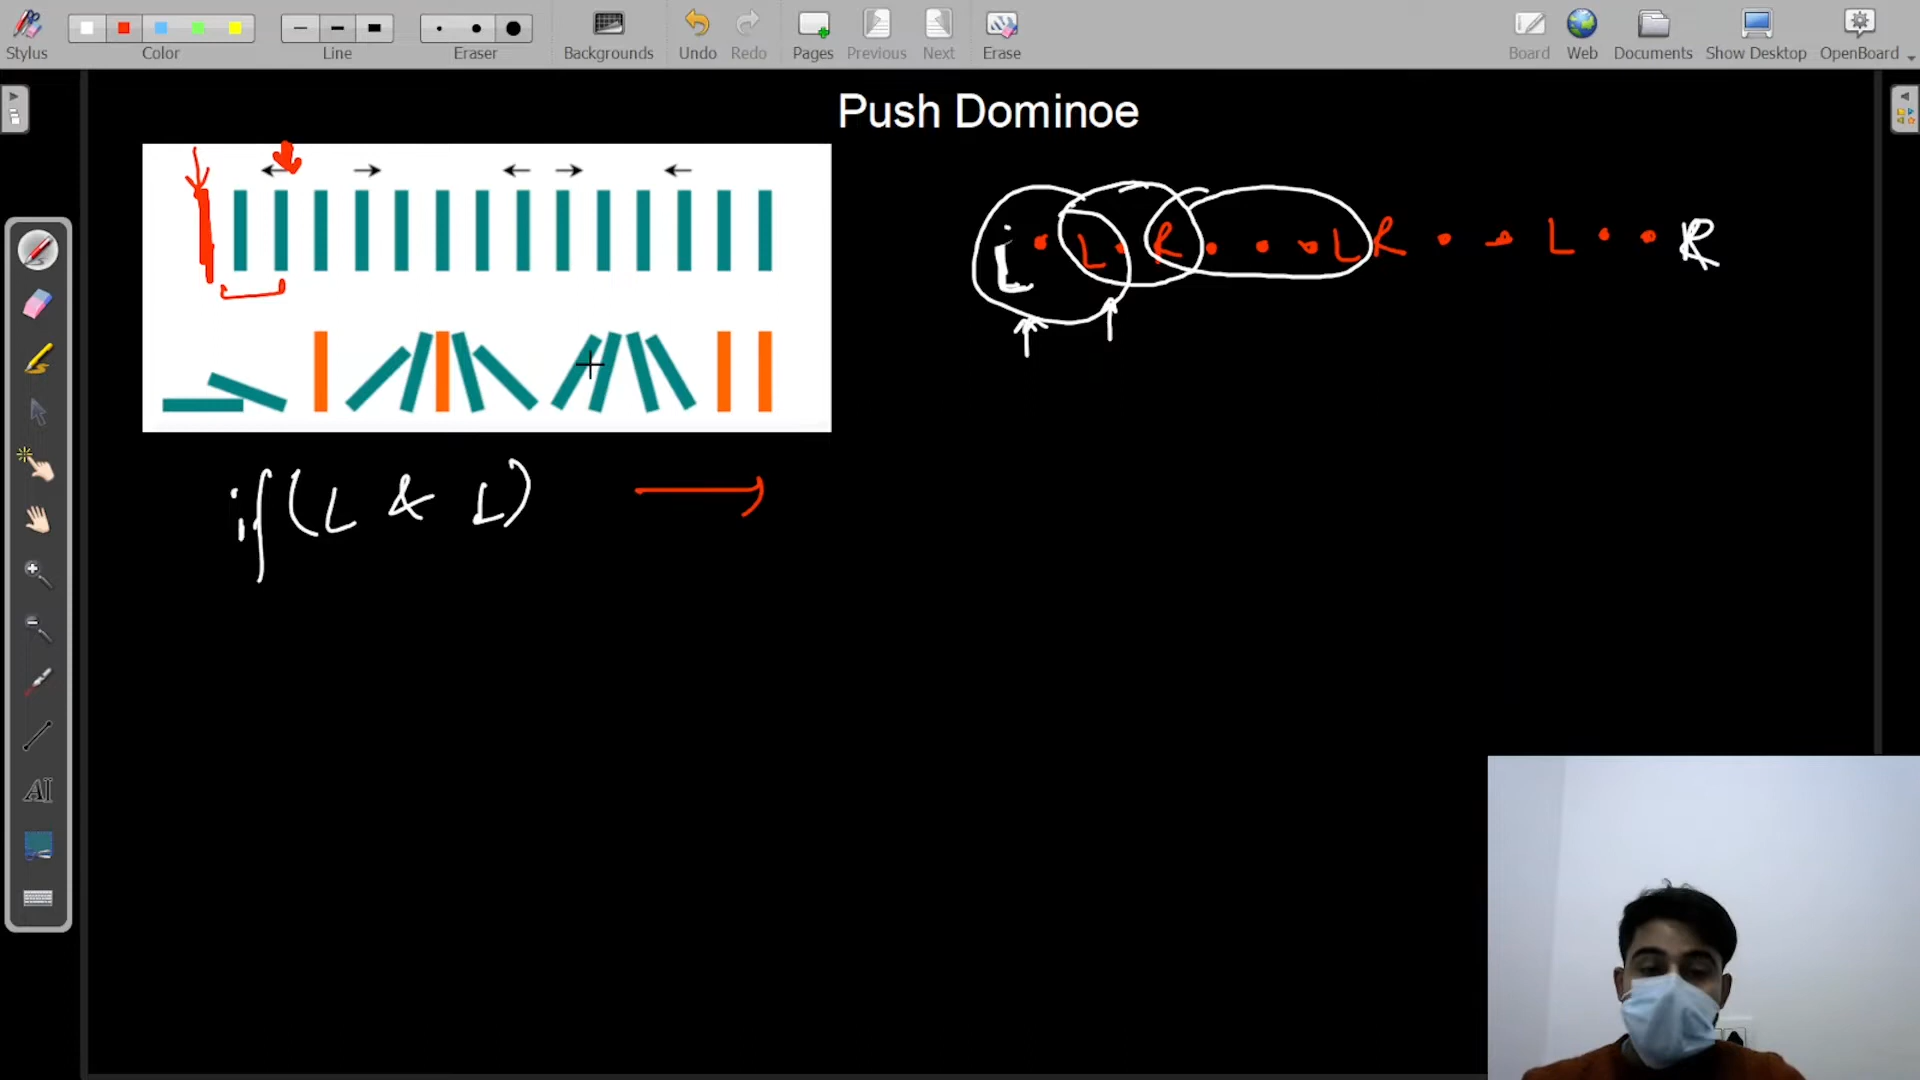 Stylus Color Line Eraser Backgrounds Undo Redo Pages Previous Next Erase Board Web Documents Show Desktop OpenBoard
Push Dominoe
L . L . R . . . L R . . L . . R
if (L & L)
AI